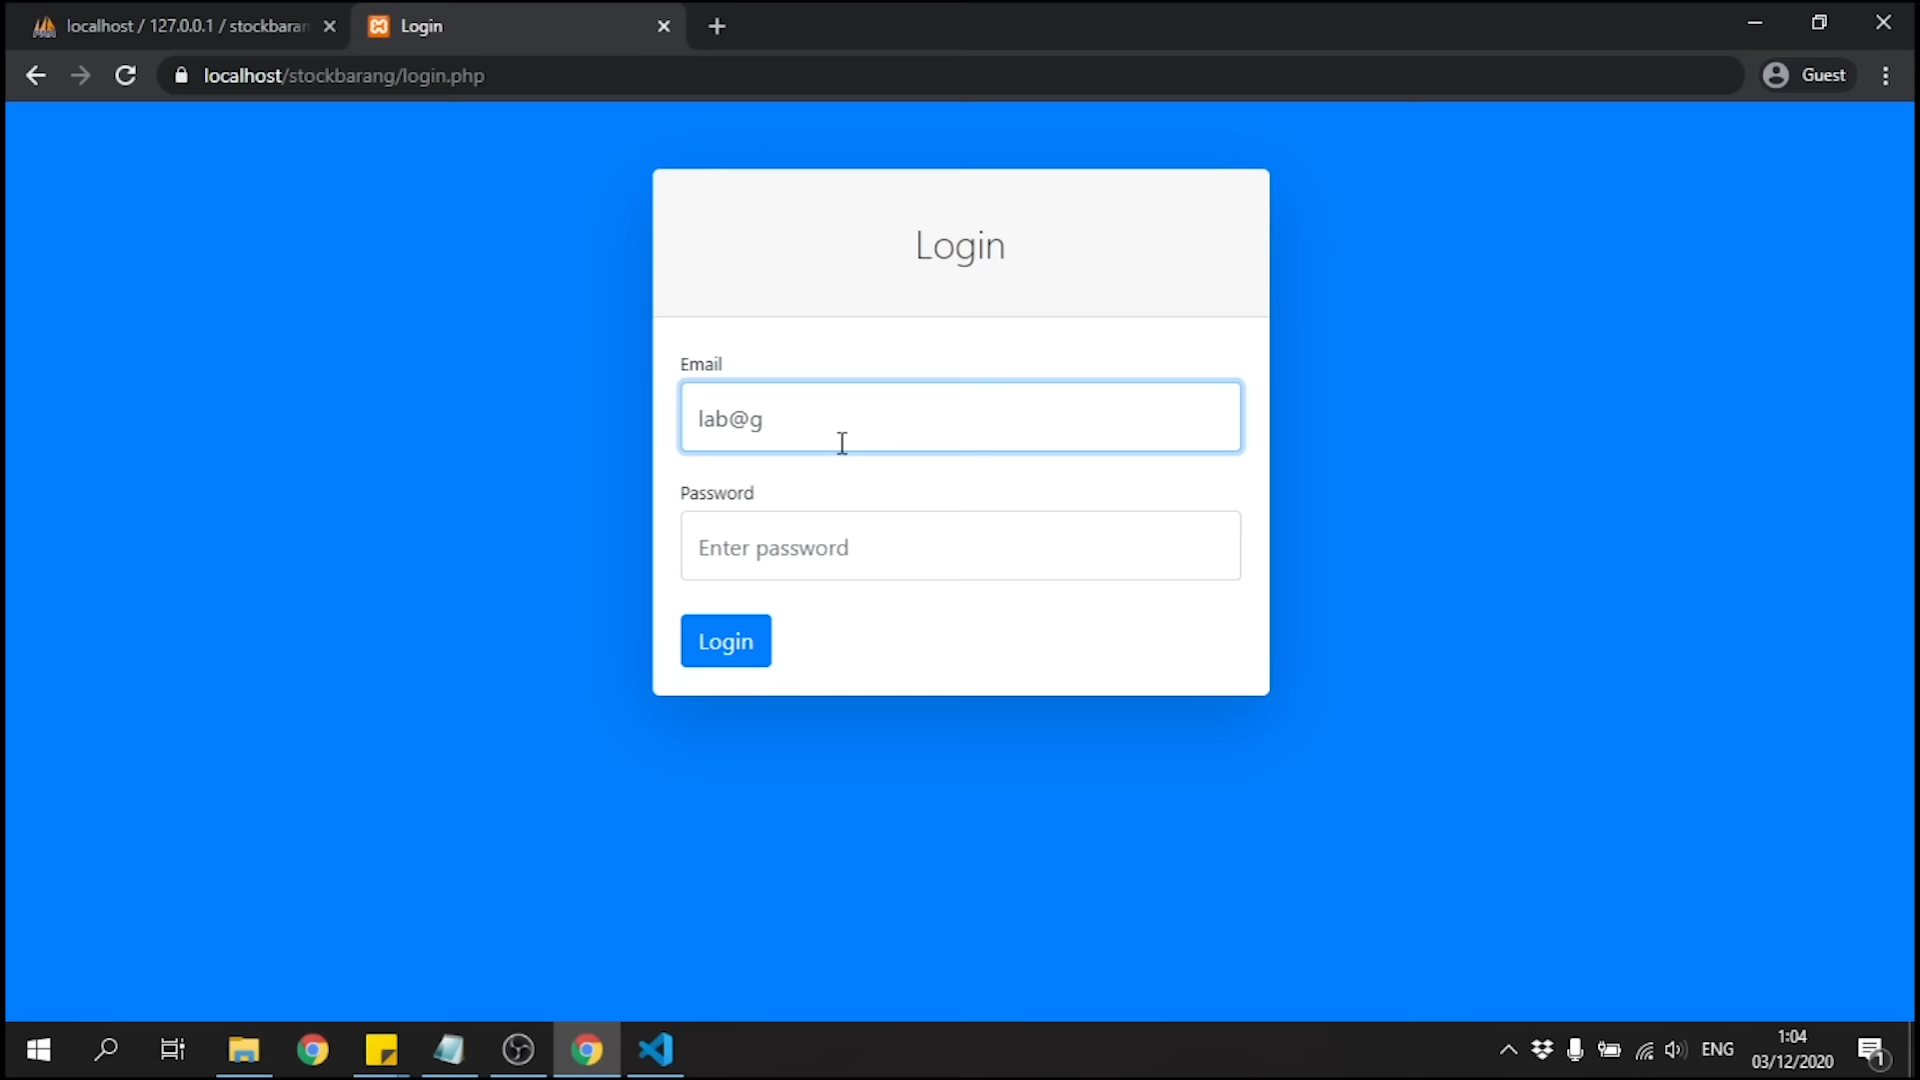 localhost / 127.0.0.1 / stockbaran
Login
localhost/stockbarang/login.php
Guest
Login
Email
lab@g
Password
Enter password
Login
ENG
1:04
03/12/2020
1